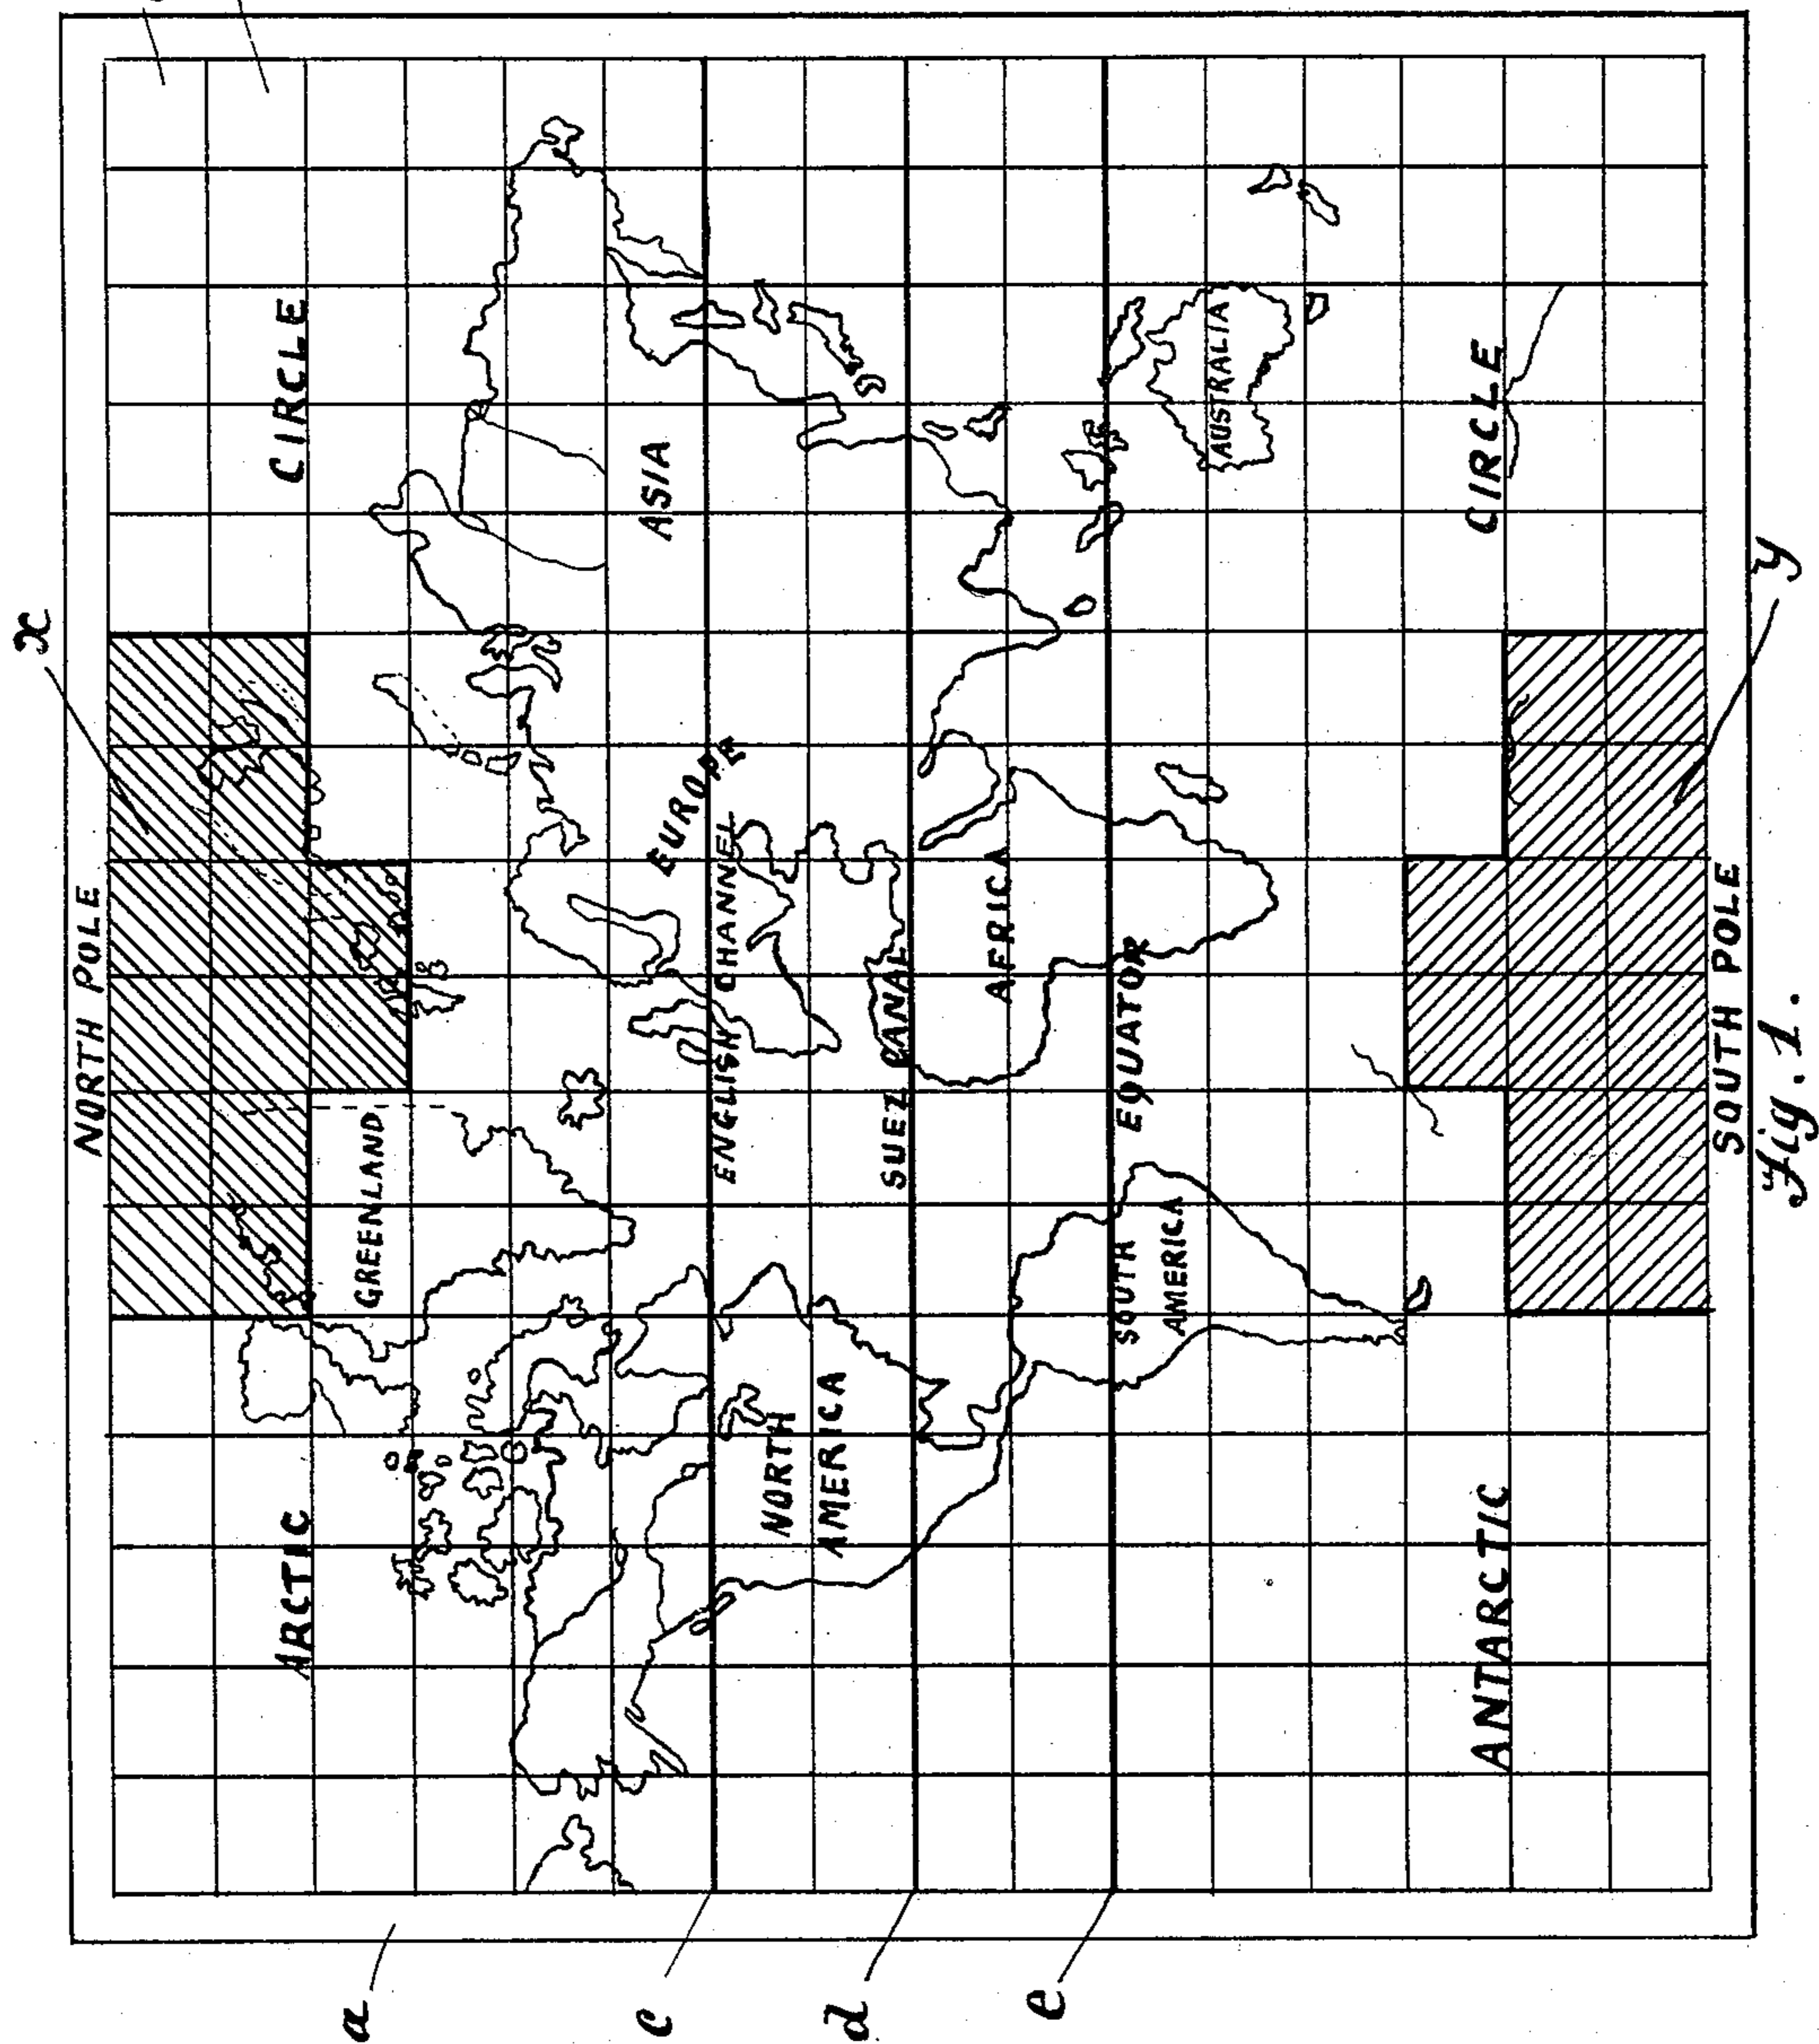 x
NORTH POLE
ARCTIC
CIRCLE
GREENLAND
a
ASIA
EUROPE
c
ENGLISH CHANNEL
NORTH
AMERICA
d
SUEZ CANAL
AFRICA
e
EQUATOR
SOUTH
AMERICA
AUSTRALIA
ANTARCTIC
CIRCLE
SOUTH POLE
y
Fig. 1.